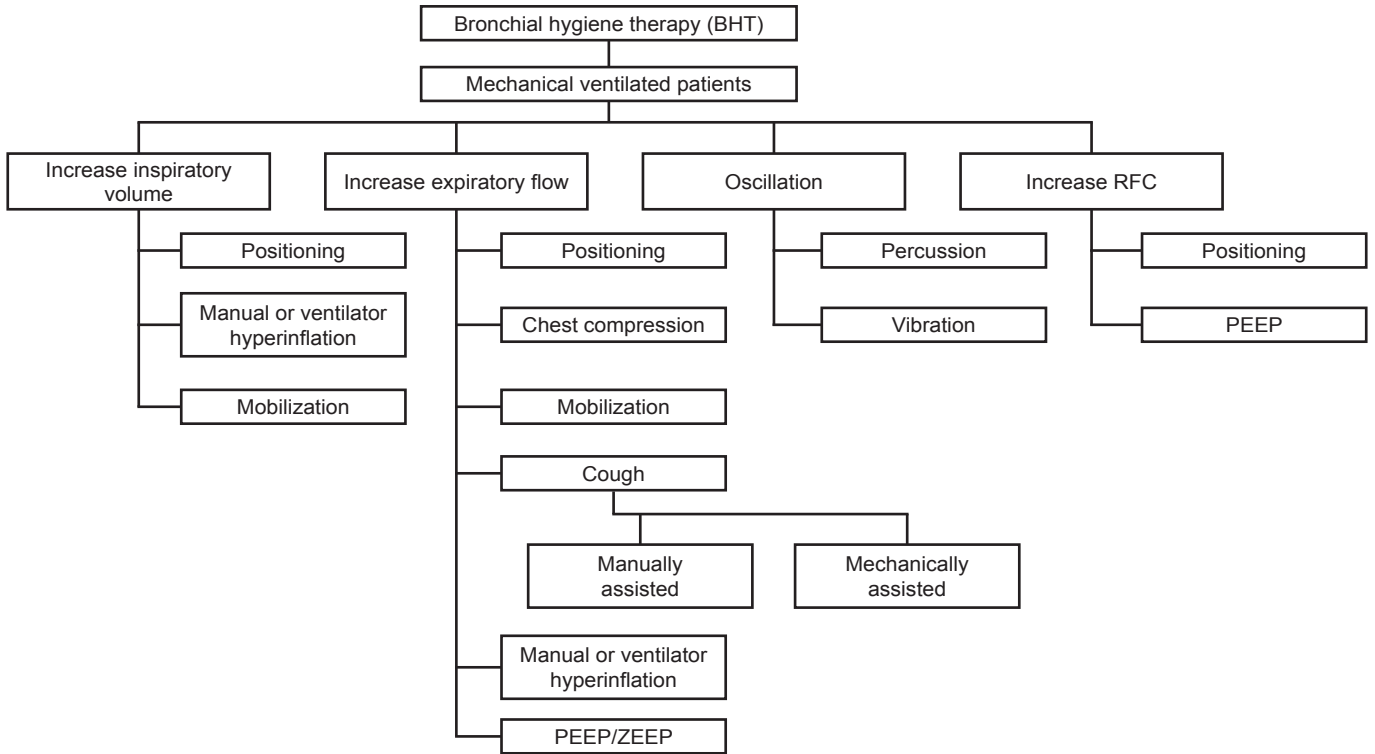 Bronchial hygiene therapy (BHT)
Mechanical ventilated patients
Increase inspiratory
volume
Increase expiratory flow
Oscillation
Increase RFC
Positioning
Positioning
Percussion
Positioning
Manual or ventilator
hyperinflation
Chest compression
Vibration
PEEP
Mobilization
Mobilization
Cough
Manually
assisted
Mechanically
assisted
Manual or ventilator
hyperinflation
PEEP/ZEEP